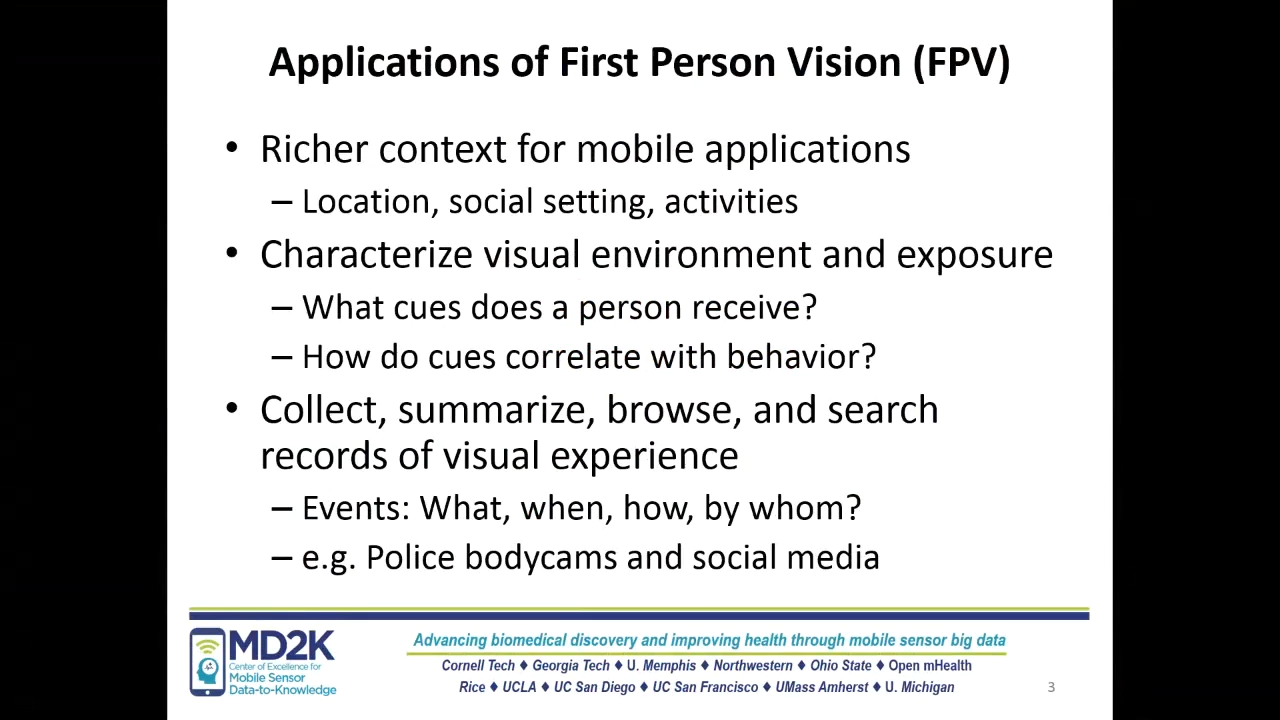 Applications of First Person Vision (FPV)
• Richer context for mobile applications
– Location, social setting, activities
• Characterize visual environment and exposure
– What cues does a person receive?
– How do cues correlate with behavior?
• Collect, summarize, browse, and search
records of visual experience
– Events: What, when, how, by whom?
– e.g. Police bodycams and social media
MD2K
Center of Excellence for
Mobile Sensor
Data-to-Knowledge
Advancing biomedical discovery and improving health through mobile sensor big data
Cornell Tech ♦ Georgia Tech ♦ U. Memphis ♦ Northwestern ♦ Ohio State ♦ Open mHealth
Rice ♦ UCLA ♦ UC San Diego ♦ UC San Francisco ♦ UMass Amherst ♦ U. Michigan
3